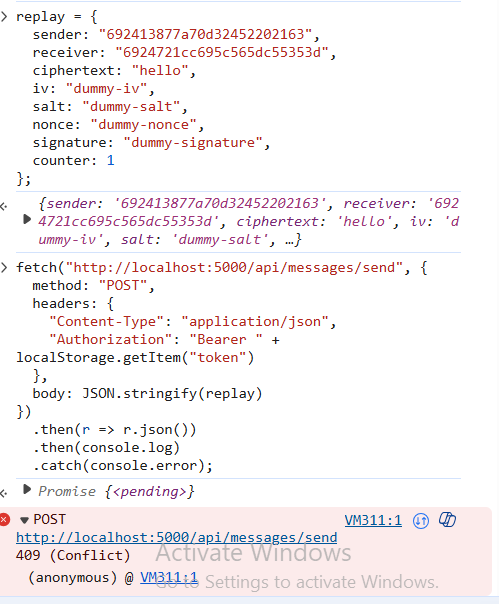 replay = {
sender: "692413877a70d32452202163",
receiver: "6924721cc695c565dc55353d",
ciphertext: "hello",
iv: "dummy-iv",
salt: "dummy-salt",
nonce: "dummy-nonce",
signature: "dummy-signature",
counter: 1
};
{sender: '692413877a70d32452202163', receiver: '692
4721cc695c565dc55353d', ciphertext: 'hello', iv: 'd
ummy-iv', salt: 'dummy-salt', …}
fetch("http://localhost:5000/api/messages/send", {
method: "POST",
headers: {
"Content-Type": "application/json",
"Authorization": "Bearer " +
localStorage.getItem("token")
},
body: JSON.stringify(replay)
})
.then(r => r.json())
.then(console.log)
.catch(console.error);
Promise {<pending>}
POST VM311:1
http://localhost:5000/api/messages/send
409 (Conflict)
Activate Windows
(anonymous) @ VM311:1
Go to Settings to activate Windows.